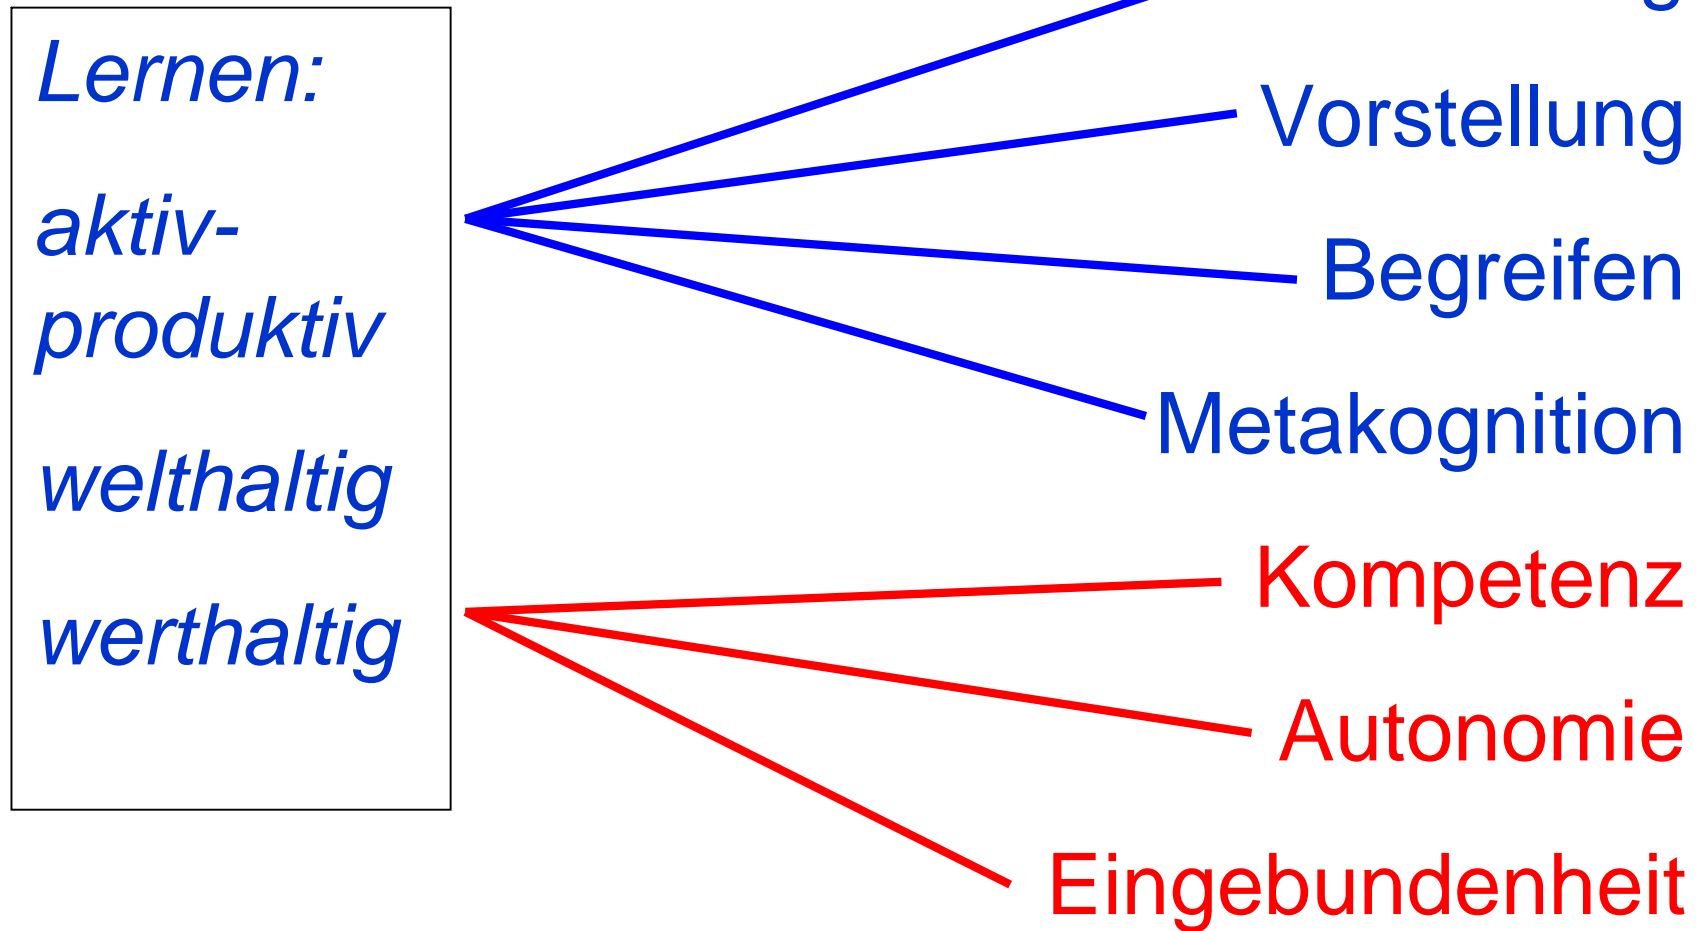 Lernen:
aktiv-
produktiv
welthaltig
werthaltig
Vorstellung
Begreifen
Metakognition
Kompetenz
Autonomie
Eingebundenheit